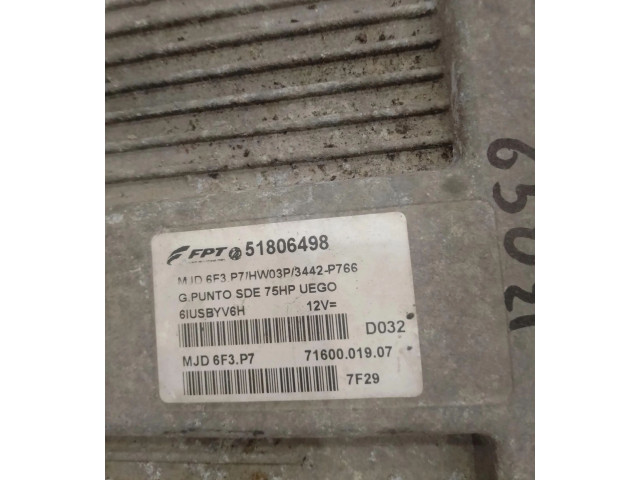 FPT 51806498
MJD 6F3.P7/HW03P/3442-P766
G.PUNTO SDE 75HP UEGO
6IUSBYV6H 12V=
D032
MJD 6F3.P7 71600.019.07
7F29
65021